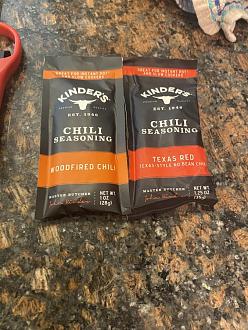 GREAT FOR INSTANT POT
AND SLOW COOKERS
KINDER'S
EST. 1946
CHILI
SEASONING
WOODFIRED CHILI
MASTER BUTCHER
NET WT.
1 OZ
(28g)
GREAT FOR INSTANT POT
AND SLOW COOKERS
KINDER'S
EST. 1946
CHILI
SEASONING
TEXAS RED
TEXAS-STYLE NO BEAN CHILI
MASTER BUTCHER
NET WT.
1.25 OZ
(35g)